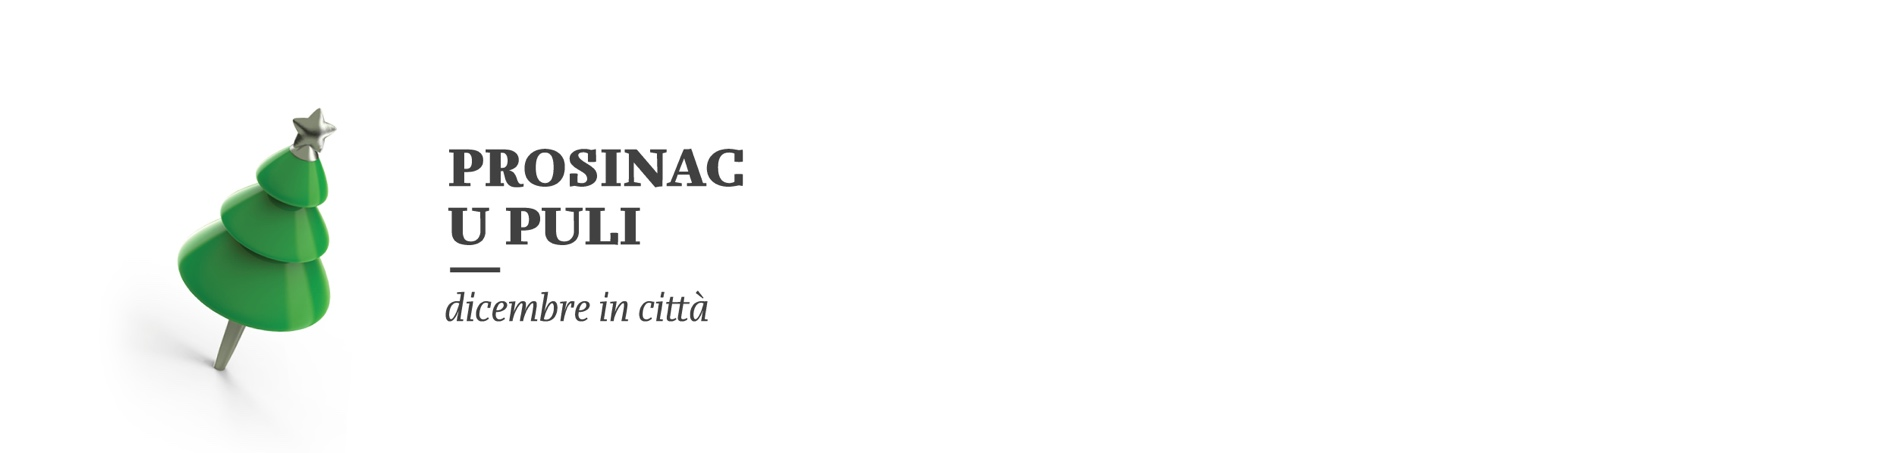 PROSINAC
U PULI
dicembre in città